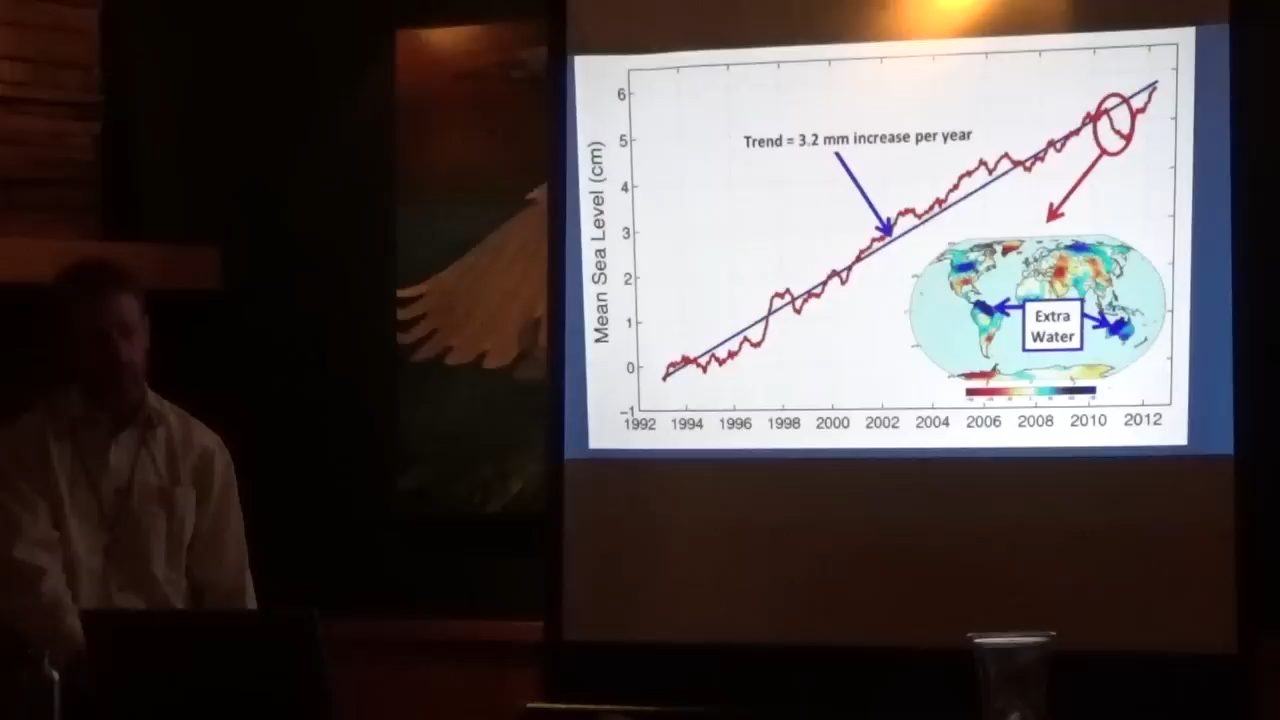 Trend = 3.2 mm increase per year
Mean Sea Level (cm)
6
5
4
3
2
1
0
−1
Extra
Water
1992 1994 1996 1998 2000 2002 2004 2006 2008 2010 2012